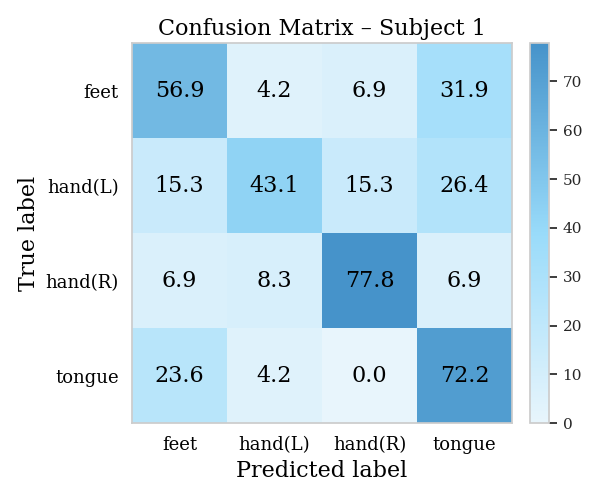 Confusion Matrix – Subject 1
True label
feet 56.9 4.2 6.9 31.9
hand(L) 15.3 43.1 15.3 26.4
hand(R) 6.9 8.3 77.8 6.9
tongue 23.6 4.2 0.0 72.2
feet hand(L) hand(R) tongue
Predicted label
70
60
50
40
30
20
10
0